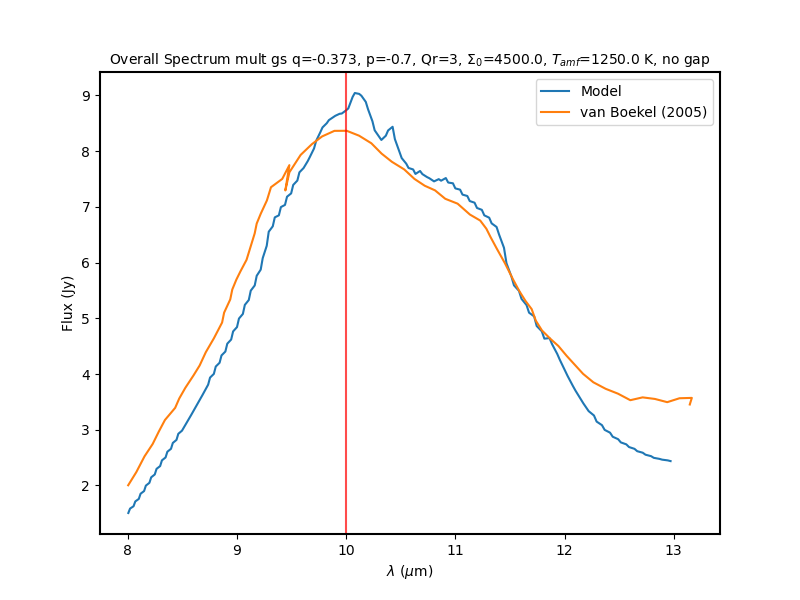 Overall Spectrum mult gs q=-0.373, p=-0.7, Qr=3, Σ₀=4500.0, T_amf=1250.0 K, no gap
Model
van Boekel (2005)
9
8
7
6
5
4
3
2
Flux (Jy)
8 9 10 11 12 13
λ (μm)